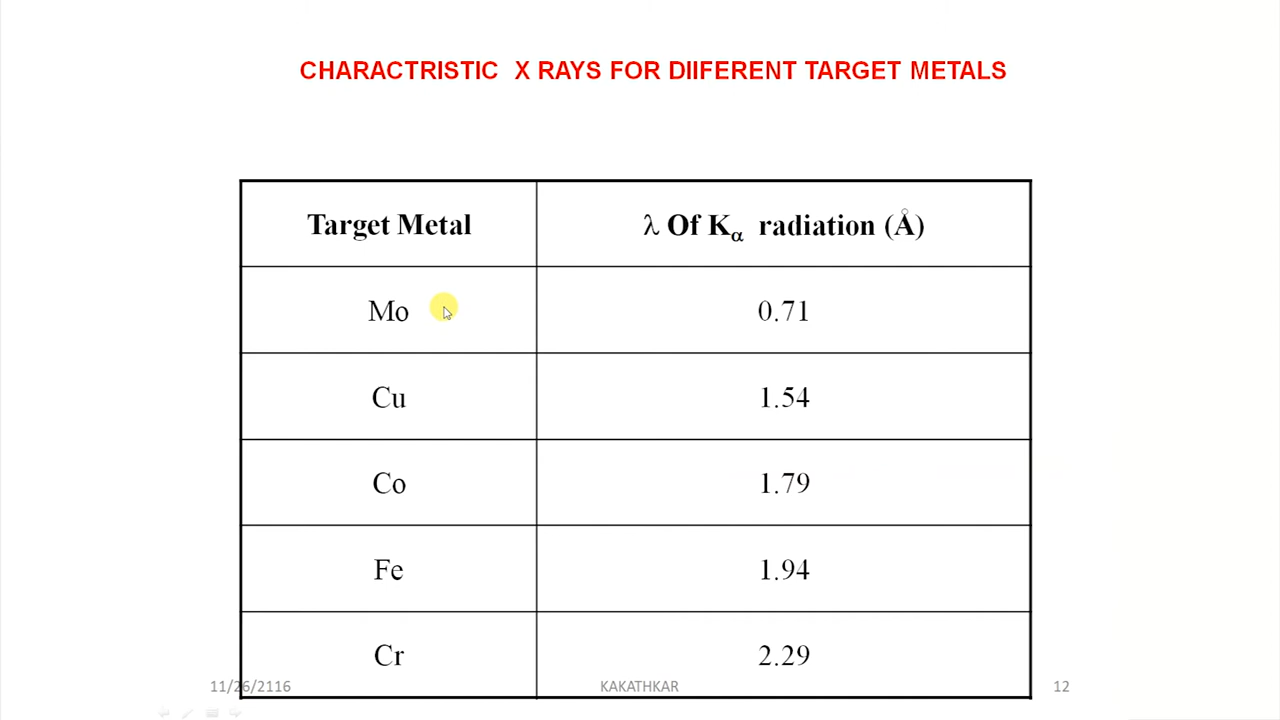 CHARACTRISTIC X RAYS FOR DIIFERENT TARGET METALS
Target Metal λ Of Kα radiation (Å)
Mo 0.71
Cu 1.54
Co 1.79
Fe 1.94
Cr 2.29
11/26/2116 KAKATHKAR 12